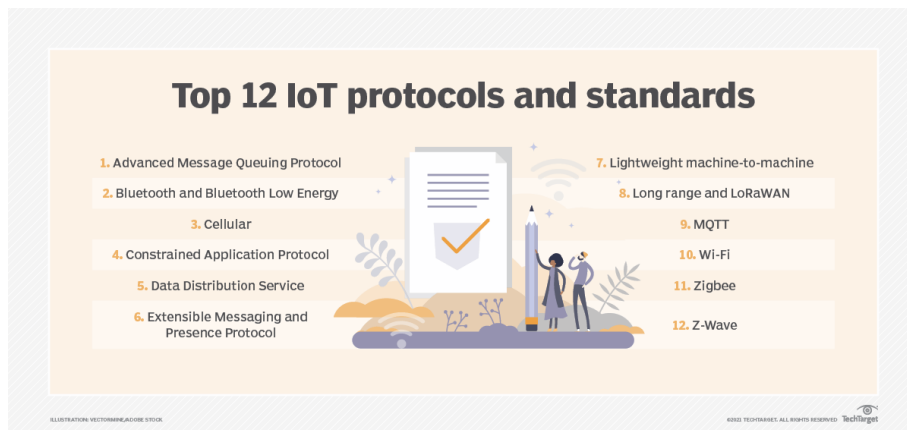 Top 12 IoT protocols and standards
1. Advanced Message Queuing Protocol
2. Bluetooth and Bluetooth Low Energy
3. Cellular
4. Constrained Application Protocol
5. Data Distribution Service
6. Extensible Messaging and
Presence Protocol
7. Lightweight machine-to-machine
8. Long range and LoRaWAN
9. MQTT
10. Wi-Fi
11. Zigbee
12. Z-Wave
ILLUSTRATION: VECTORMINE/ADOBE STOCK
©2021 TECHTARGET. ALL RIGHTS RESERVED
TechTarget